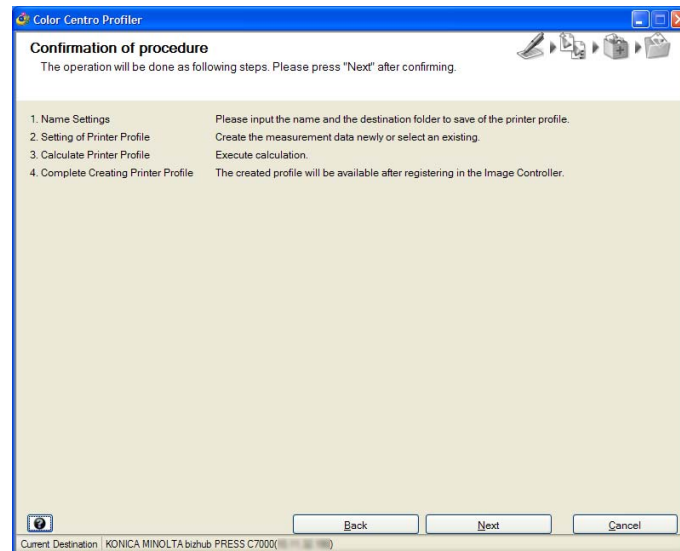 Color Centro Profiler
Confirmation of procedure
The operation will be done as following steps. Please press "Next" after confirming.
1. Name Settings Please input the name and the destination folder to save of the printer profile.
2. Setting of Printer Profile Create the measurement data newly or select an existing.
3. Calculate Printer Profile Execute calculation.
4. Complete Creating Printer Profile The created profile will be available after registering in the Image Controller.
? Back Next Cancel
Current Destination KONICA MINOLTA bizhub PRESS C7000( )